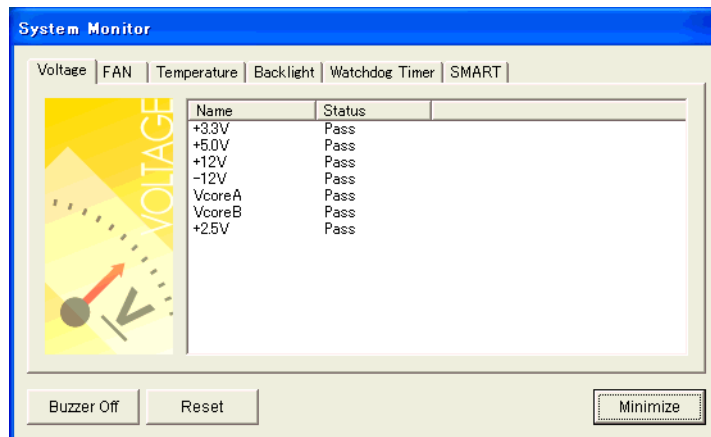 System Monitor
Voltage FAN Temperature Backlight Watchdog Timer SMART
VOLTAGE
Name Status
+3.3V Pass
+5.0V Pass
+12V Pass
-12V Pass
VcoreA Pass
VcoreB Pass
+2.5V Pass
V
Buzzer Off Reset Minimize